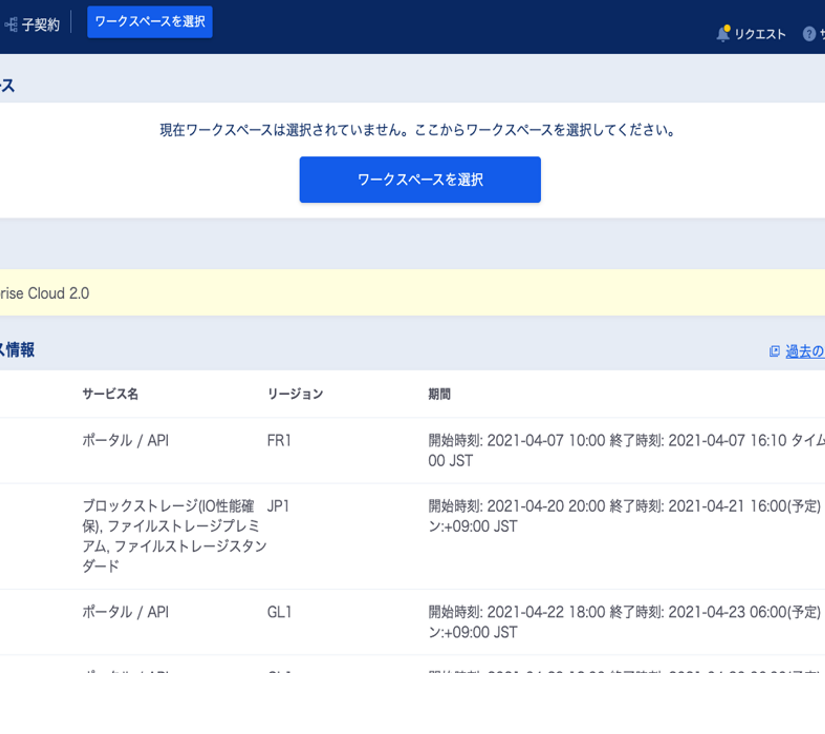 子契約
ワークスペースを選択
リクエスト
ース
現在ワークスペースは選択されていません。ここからワークスペースを選択してください。
ワークスペースを選択
rise Cloud 2.0
ス情報
過去の
サービス名 リージョン 期間
ポータル / API FR1 開始時刻: 2021-04-07 10:00 終了時刻: 2021-04-07 16:10 タイム
00 JST
ブロックストレージ(IO性能確 JP1 開始時刻: 2021-04-20 20:00 終了時刻: 2021-04-21 16:00(予定)
保), ファイルストレージプレミ ン:+09:00 JST
アム, ファイルストレージスタン
ダード
ポータル / API GL1 開始時刻: 2021-04-22 18:00 終了時刻: 2021-04-23 06:00(予定)
ン:+09:00 JST